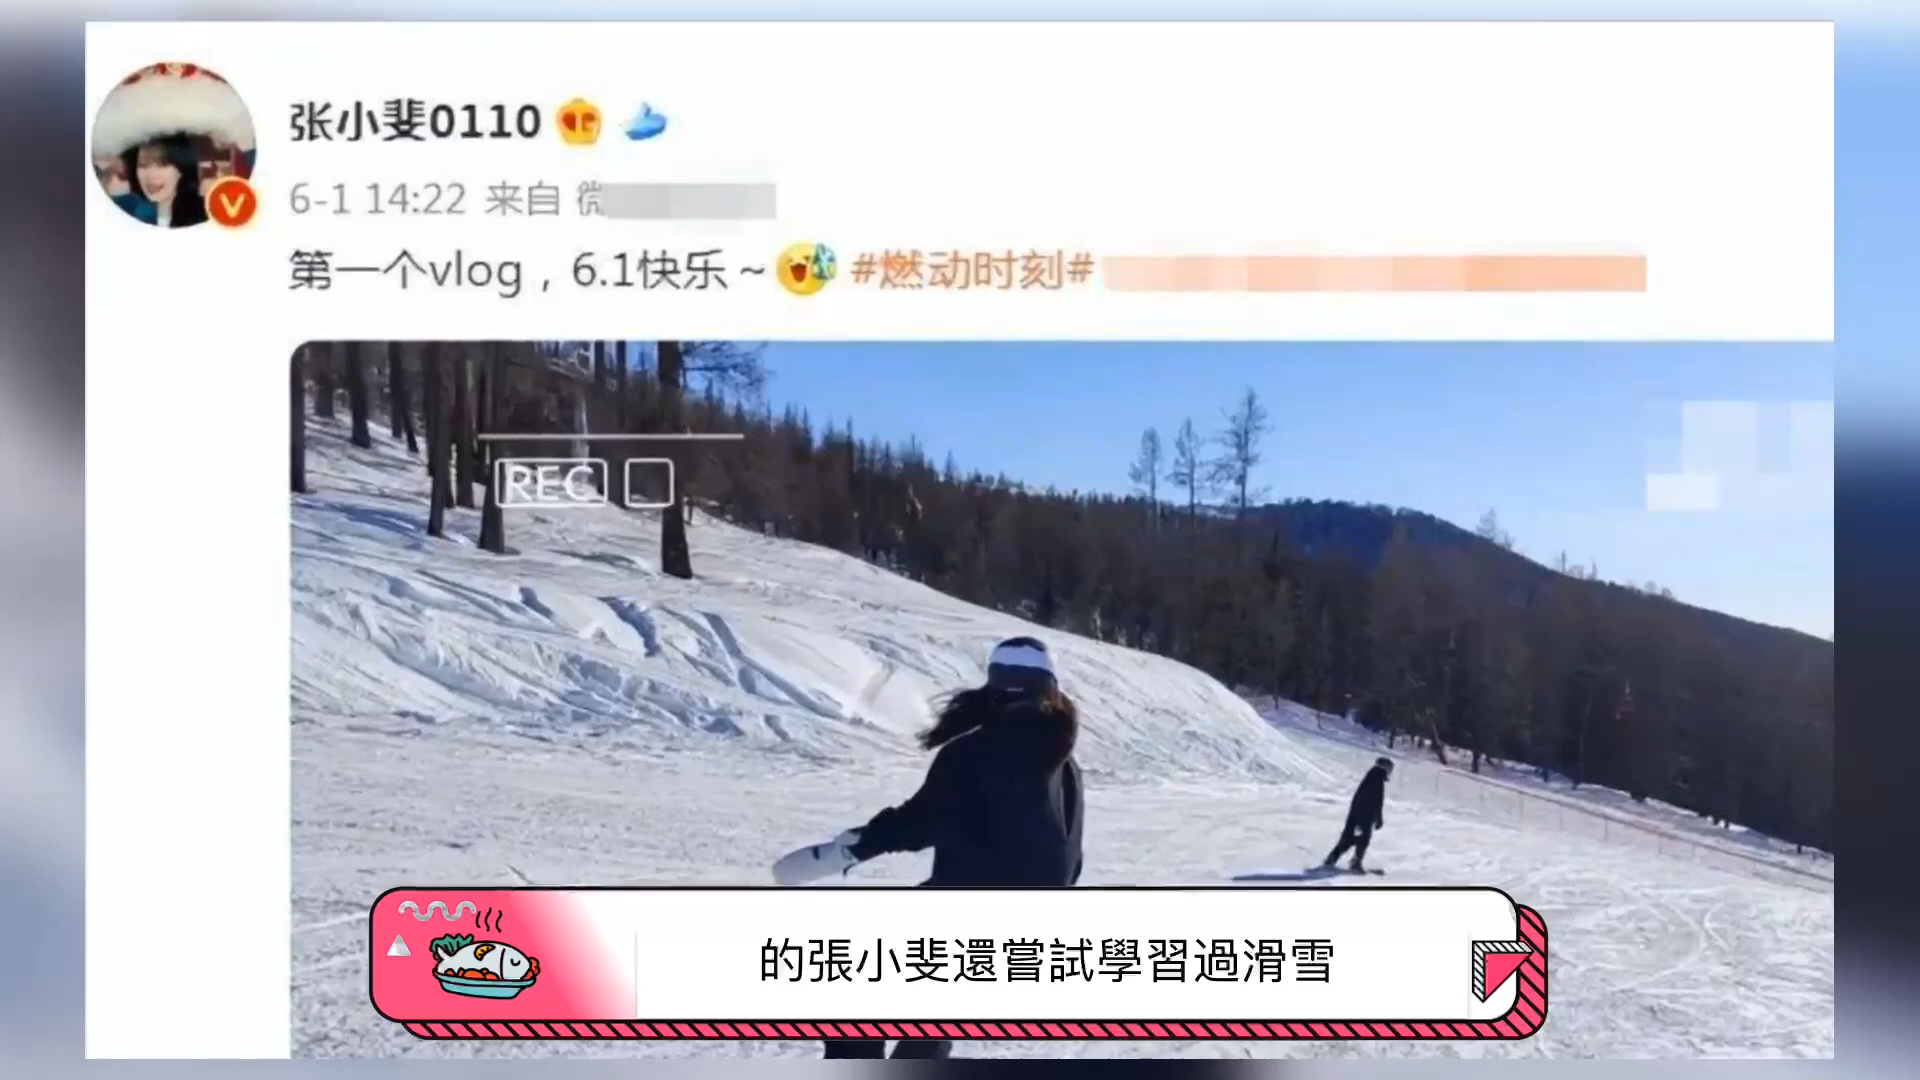 张小斐0110
6-1 14:22 来自 微
第一个vlog，6.1快乐~ #燃动时刻#
REC
的張小斐還嘗試學習過滑雪